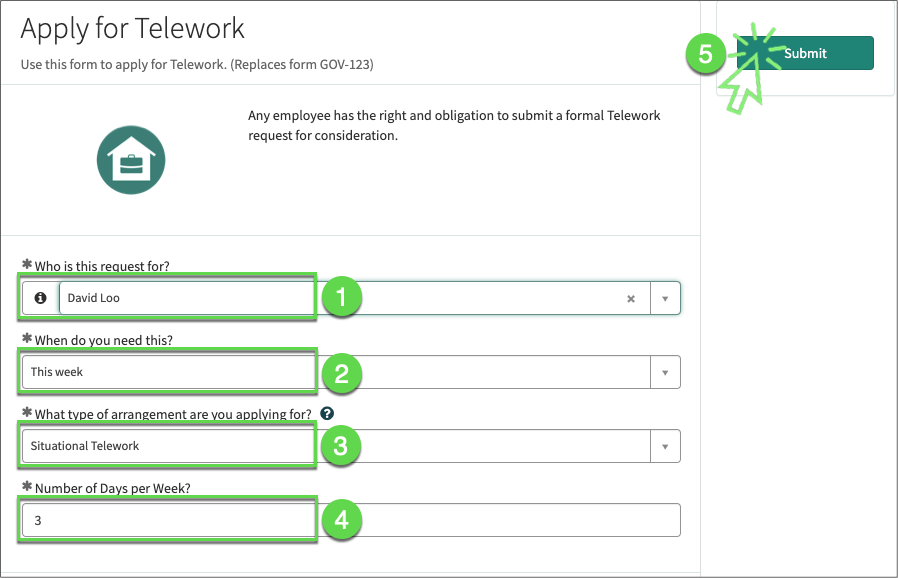 Apply for Telework
Use this form to apply for Telework. (Replaces form GOV-123)
5
Submit
Any employee has the right and obligation to submit a formal Telework
request for consideration.
✱ Who is this request for?
David Loo
1
✱ When do you need this?
This week
2
✱ What type of arrangement are you applying for?
Situational Telework
3
✱ Number of Days per Week?
3
4